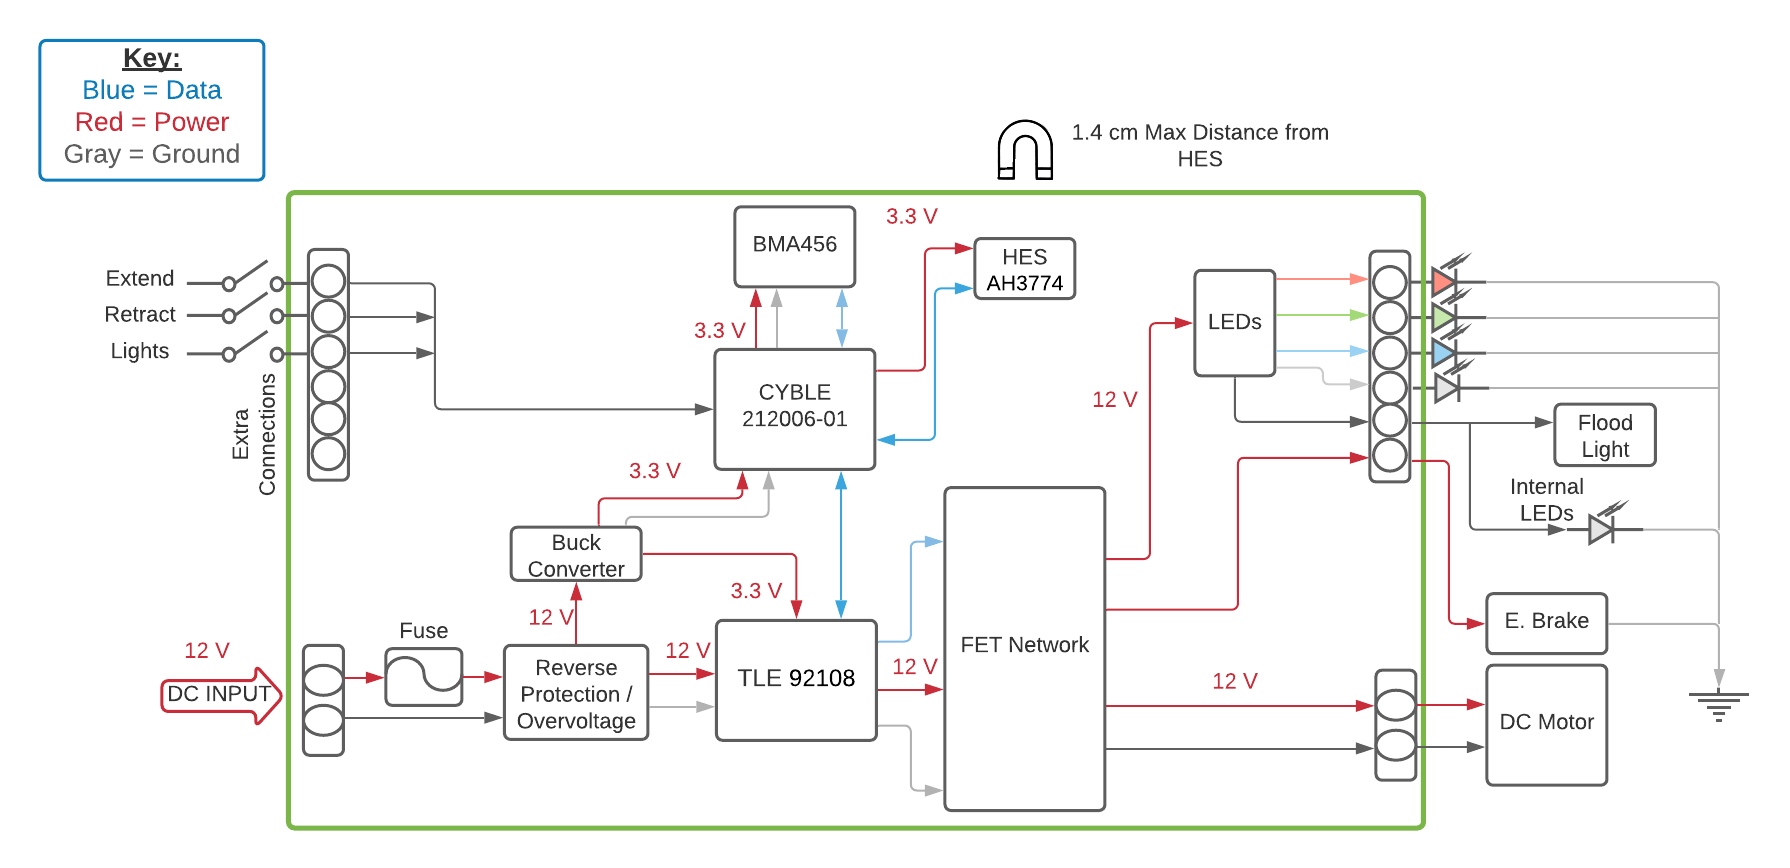 Key:
Blue = Data
Red = Power
Gray = Ground
1.4 cm Max Distance from
HES
BMA456
3.3 V
HES
AH3774
Extend
Retract
Lights
Extra
Connections
3.3 V
CYBLE
212006-01
LEDs
12 V
3.3 V
Flood
Light
Internal
LEDs
Buck
Converter
3.3 V
12 V
E. Brake
Fuse
12 V
DC INPUT
Reverse
Protection /
Overvoltage
12 V
TLE 92108
12 V
FET Network
12 V
DC Motor